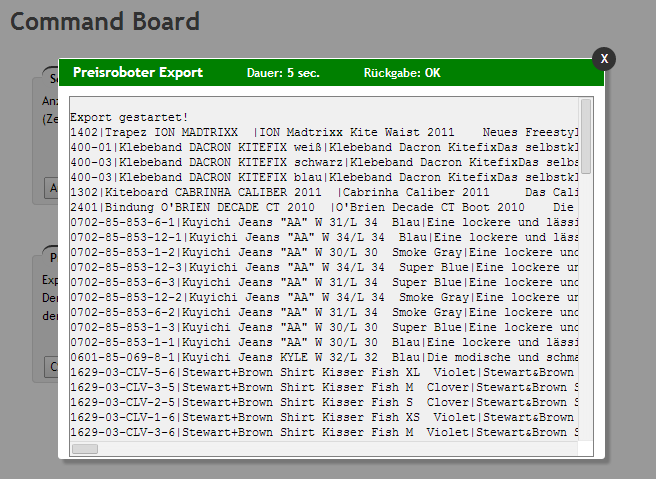 Command Board
Preisroboter Export Dauer: 5 sec. Rückgabe: OK X
Anz
(Ze
A
P
Exp
De
de
C
Export gestartet!
1402|Trapez ION MADTRIXX  |ION Madtrixx Kite Waist 2011    Neues Freestyl
400-01|Klebeband DACRON KITEFIX weiß|Klebeband Dacron KitefixDas selbstkl
400-03|Klebeband DACRON KITEFIX schwarz|Klebeband Dacron KitefixDas selbs
400-03|Klebeband DACRON KITEFIX blau|Klebeband Dacron KitefixDas selbstkl
1302|Kiteboard CABRINHA CALIBER 2011  |Cabrinha Caliber 2011     Das Cali
2401|Bindung O'BRIEN DECADE CT 2010  |O'Brien Decade CT Boot 2010    Die
0702-85-853-6-1|Kuyichi Jeans "AA" W 31/L 34  Blau|Eine lockere und lässi
0702-85-853-12-1|Kuyichi Jeans "AA" W 34/L 34  Blau|Eine lockere und läss
0702-85-853-1-2|Kuyichi Jeans "AA" W 30/L 30  Smoke Gray|Eine lockere und
0702-85-853-12-3|Kuyichi Jeans "AA" W 34/L 34  Super Blue|Eine lockere un
0702-85-853-6-3|Kuyichi Jeans "AA" W 31/L 34  Super Blue|Eine lockere und
0702-85-853-12-2|Kuyichi Jeans "AA" W 34/L 34  Smoke Gray|Eine lockere un
0702-85-853-6-2|Kuyichi Jeans "AA" W 31/L 34  Smoke Gray|Eine lockere und
0702-85-853-1-3|Kuyichi Jeans "AA" W 30/L 30  Super Blue|Eine lockere und
0702-85-853-1-1|Kuyichi Jeans "AA" W 30/L 30  Blau|Eine lockere und lässi
0601-85-069-8-1|Kuyichi Jeans KYLE W 32/L 32  Blau|Die modische und schma
1629-03-CLV-5-6|Stewart+Brown Shirt Kisser Fish XL  Violet|Stewart&Brown
1629-03-CLV-3-5|Stewart+Brown Shirt Kisser Fish M  Clover|Stewart&Brown S
1629-03-CLV-2-5|Stewart+Brown Shirt Kisser Fish S  Clover|Stewart&Brown S
1629-03-CLV-1-6|Stewart+Brown Shirt Kisser Fish XS  Violet|Stewart&Brown
1629-03-CLV-3-6|Stewart+Brown Shirt Kisser Fish M  Violet|Stewart&Brown S